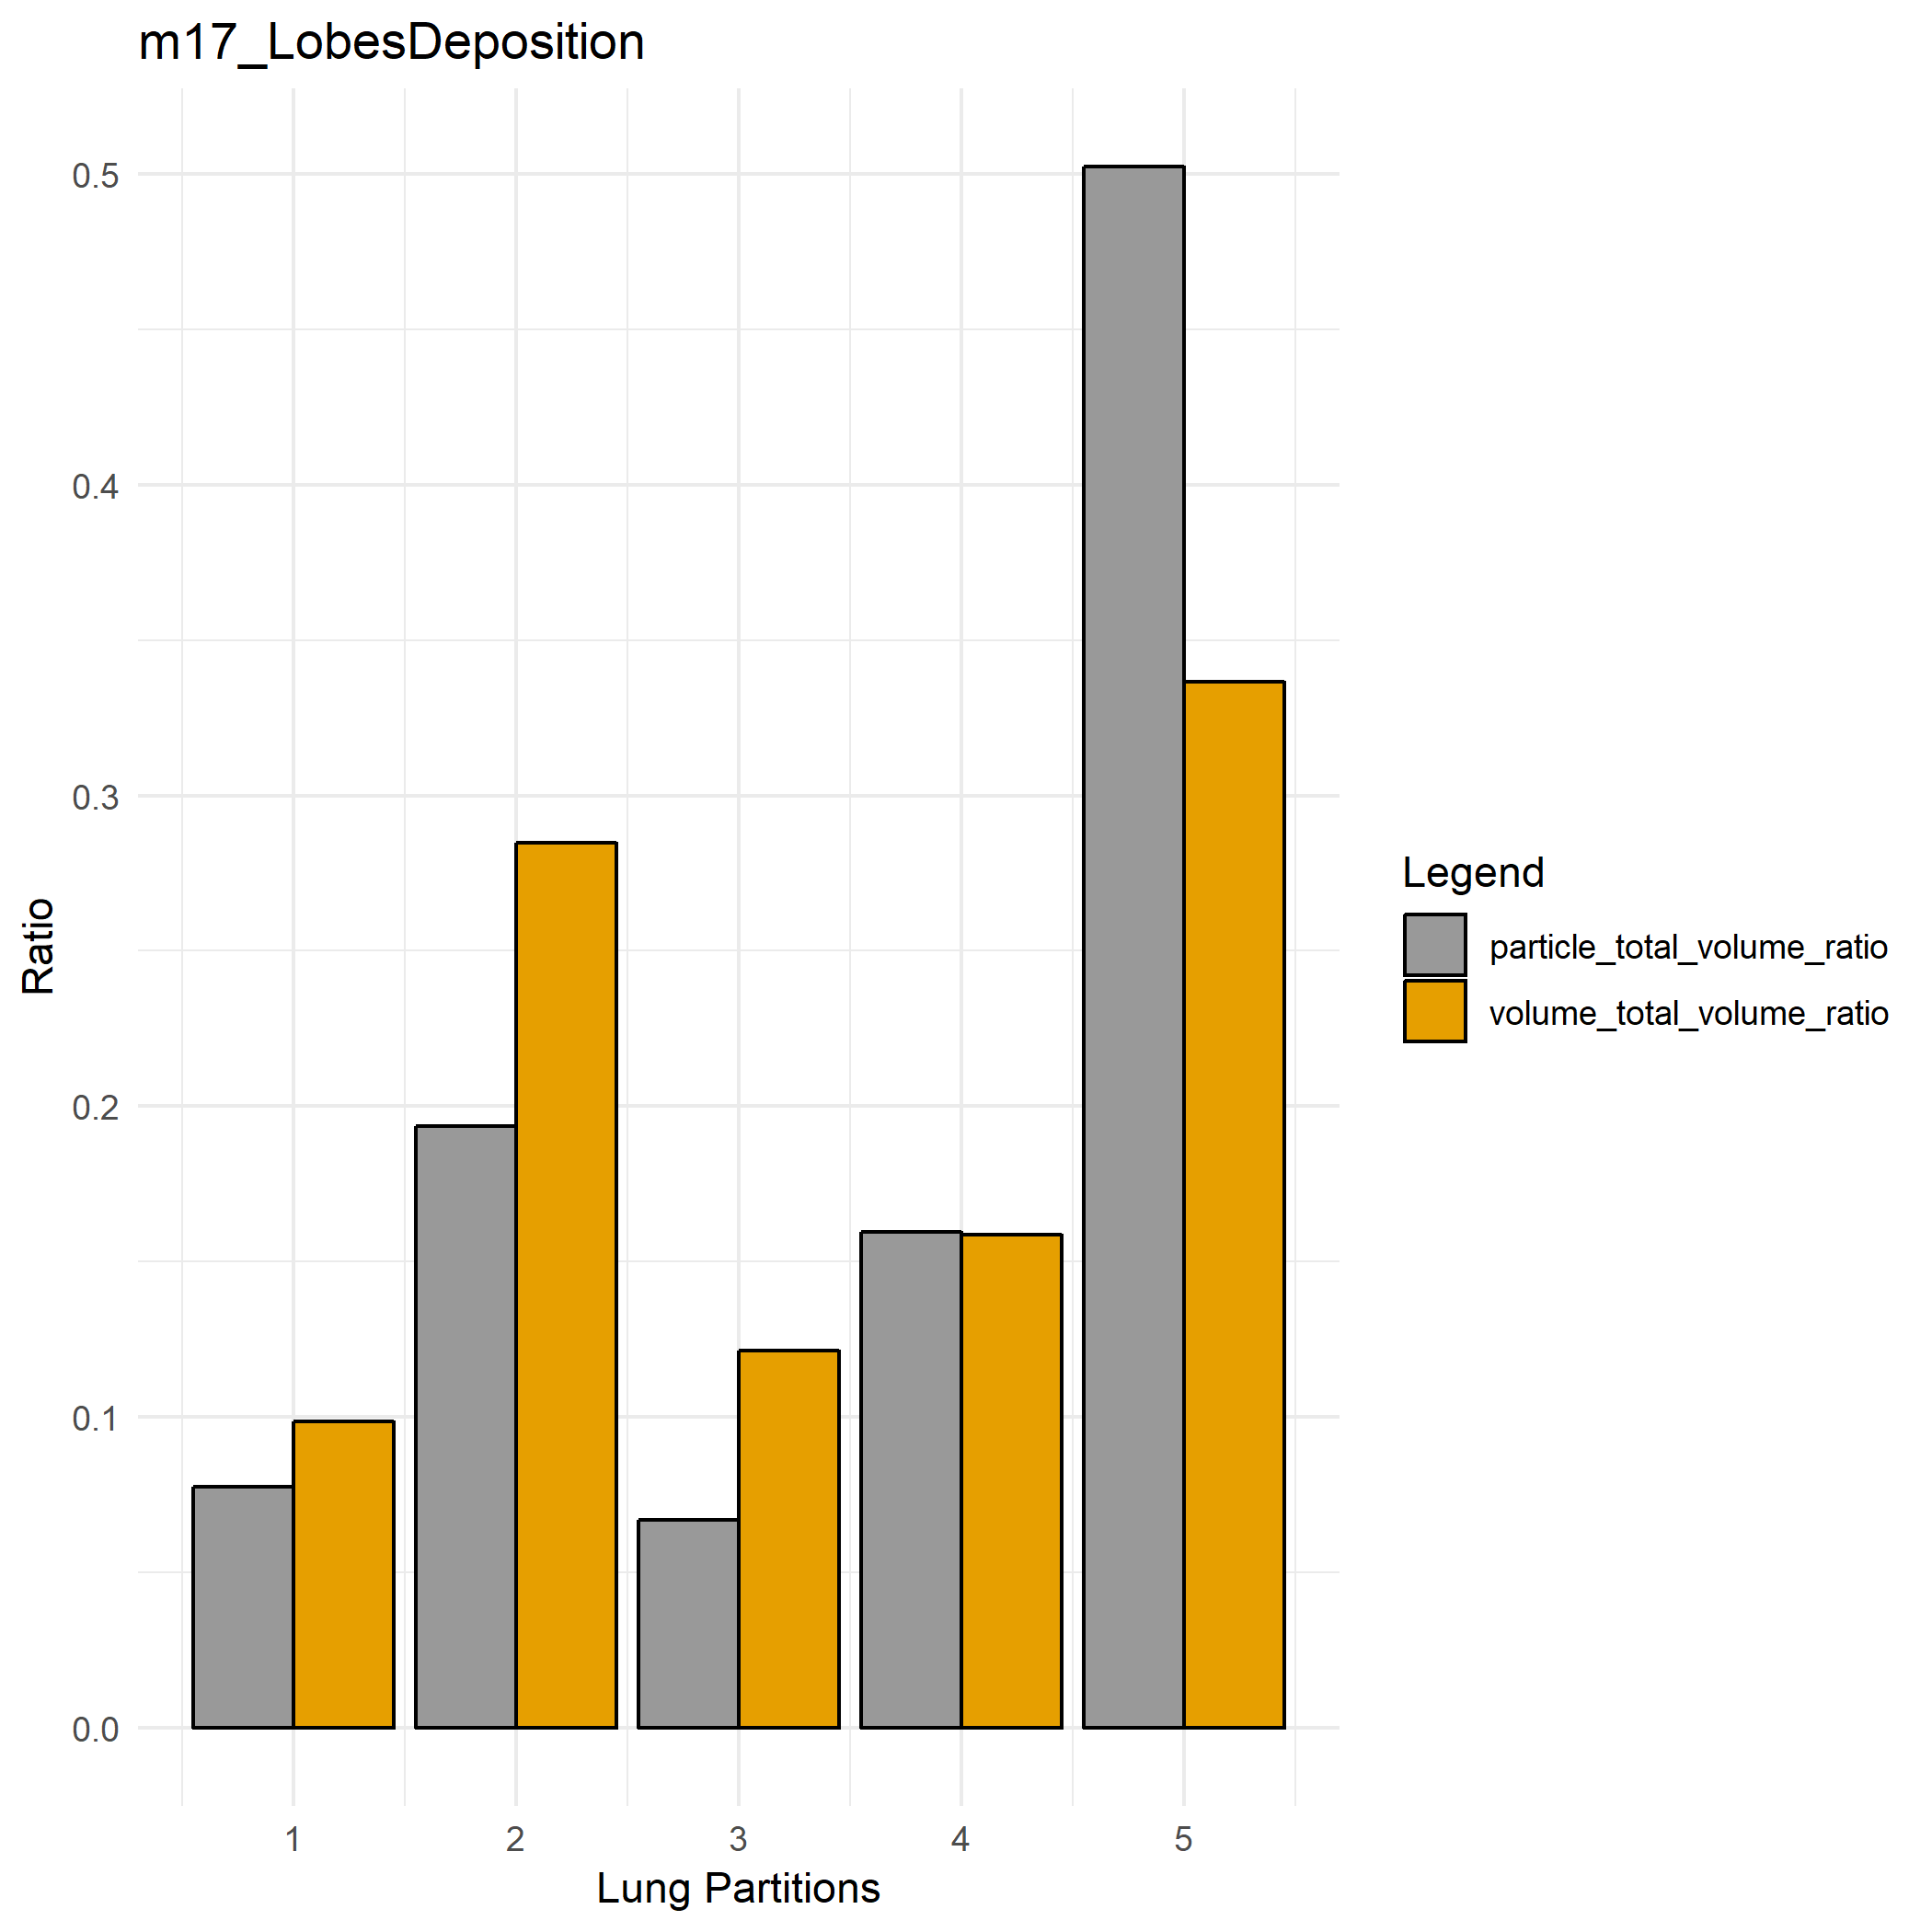 m17_LobesDeposition
0.5
0.4
0.3
0.2
0.1
0.0
Ratio
1 2 3 4 5
Lung Partitions
Legend
particle_total_volume_ratio
volume_total_volume_ratio